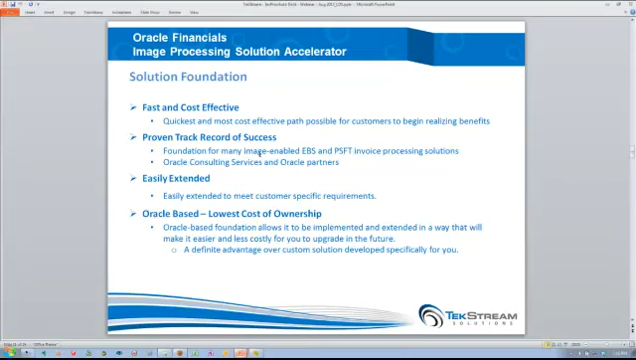 Oracle Financials
Image Processing Solution Accelerator
Solution Foundation
Fast and Cost Effective
Quickest and most cost effective path possible for customers to begin realizing benefits
Proven Track Record of Success
Foundation for many image-enabled EBS and PSFT invoice processing solutions
Oracle Consulting Services and Oracle partners
Easily Extended
Easily extended to meet customer specific requirements.
Oracle Based – Lowest Cost of Ownership
Oracle-based foundation allows it to be implemented and extended in a way that will
make it easier and less costly for you to upgrade in the future.
A definite advantage over custom solution developed specifically for you.
TEKSTREAM
SOLUTIONS